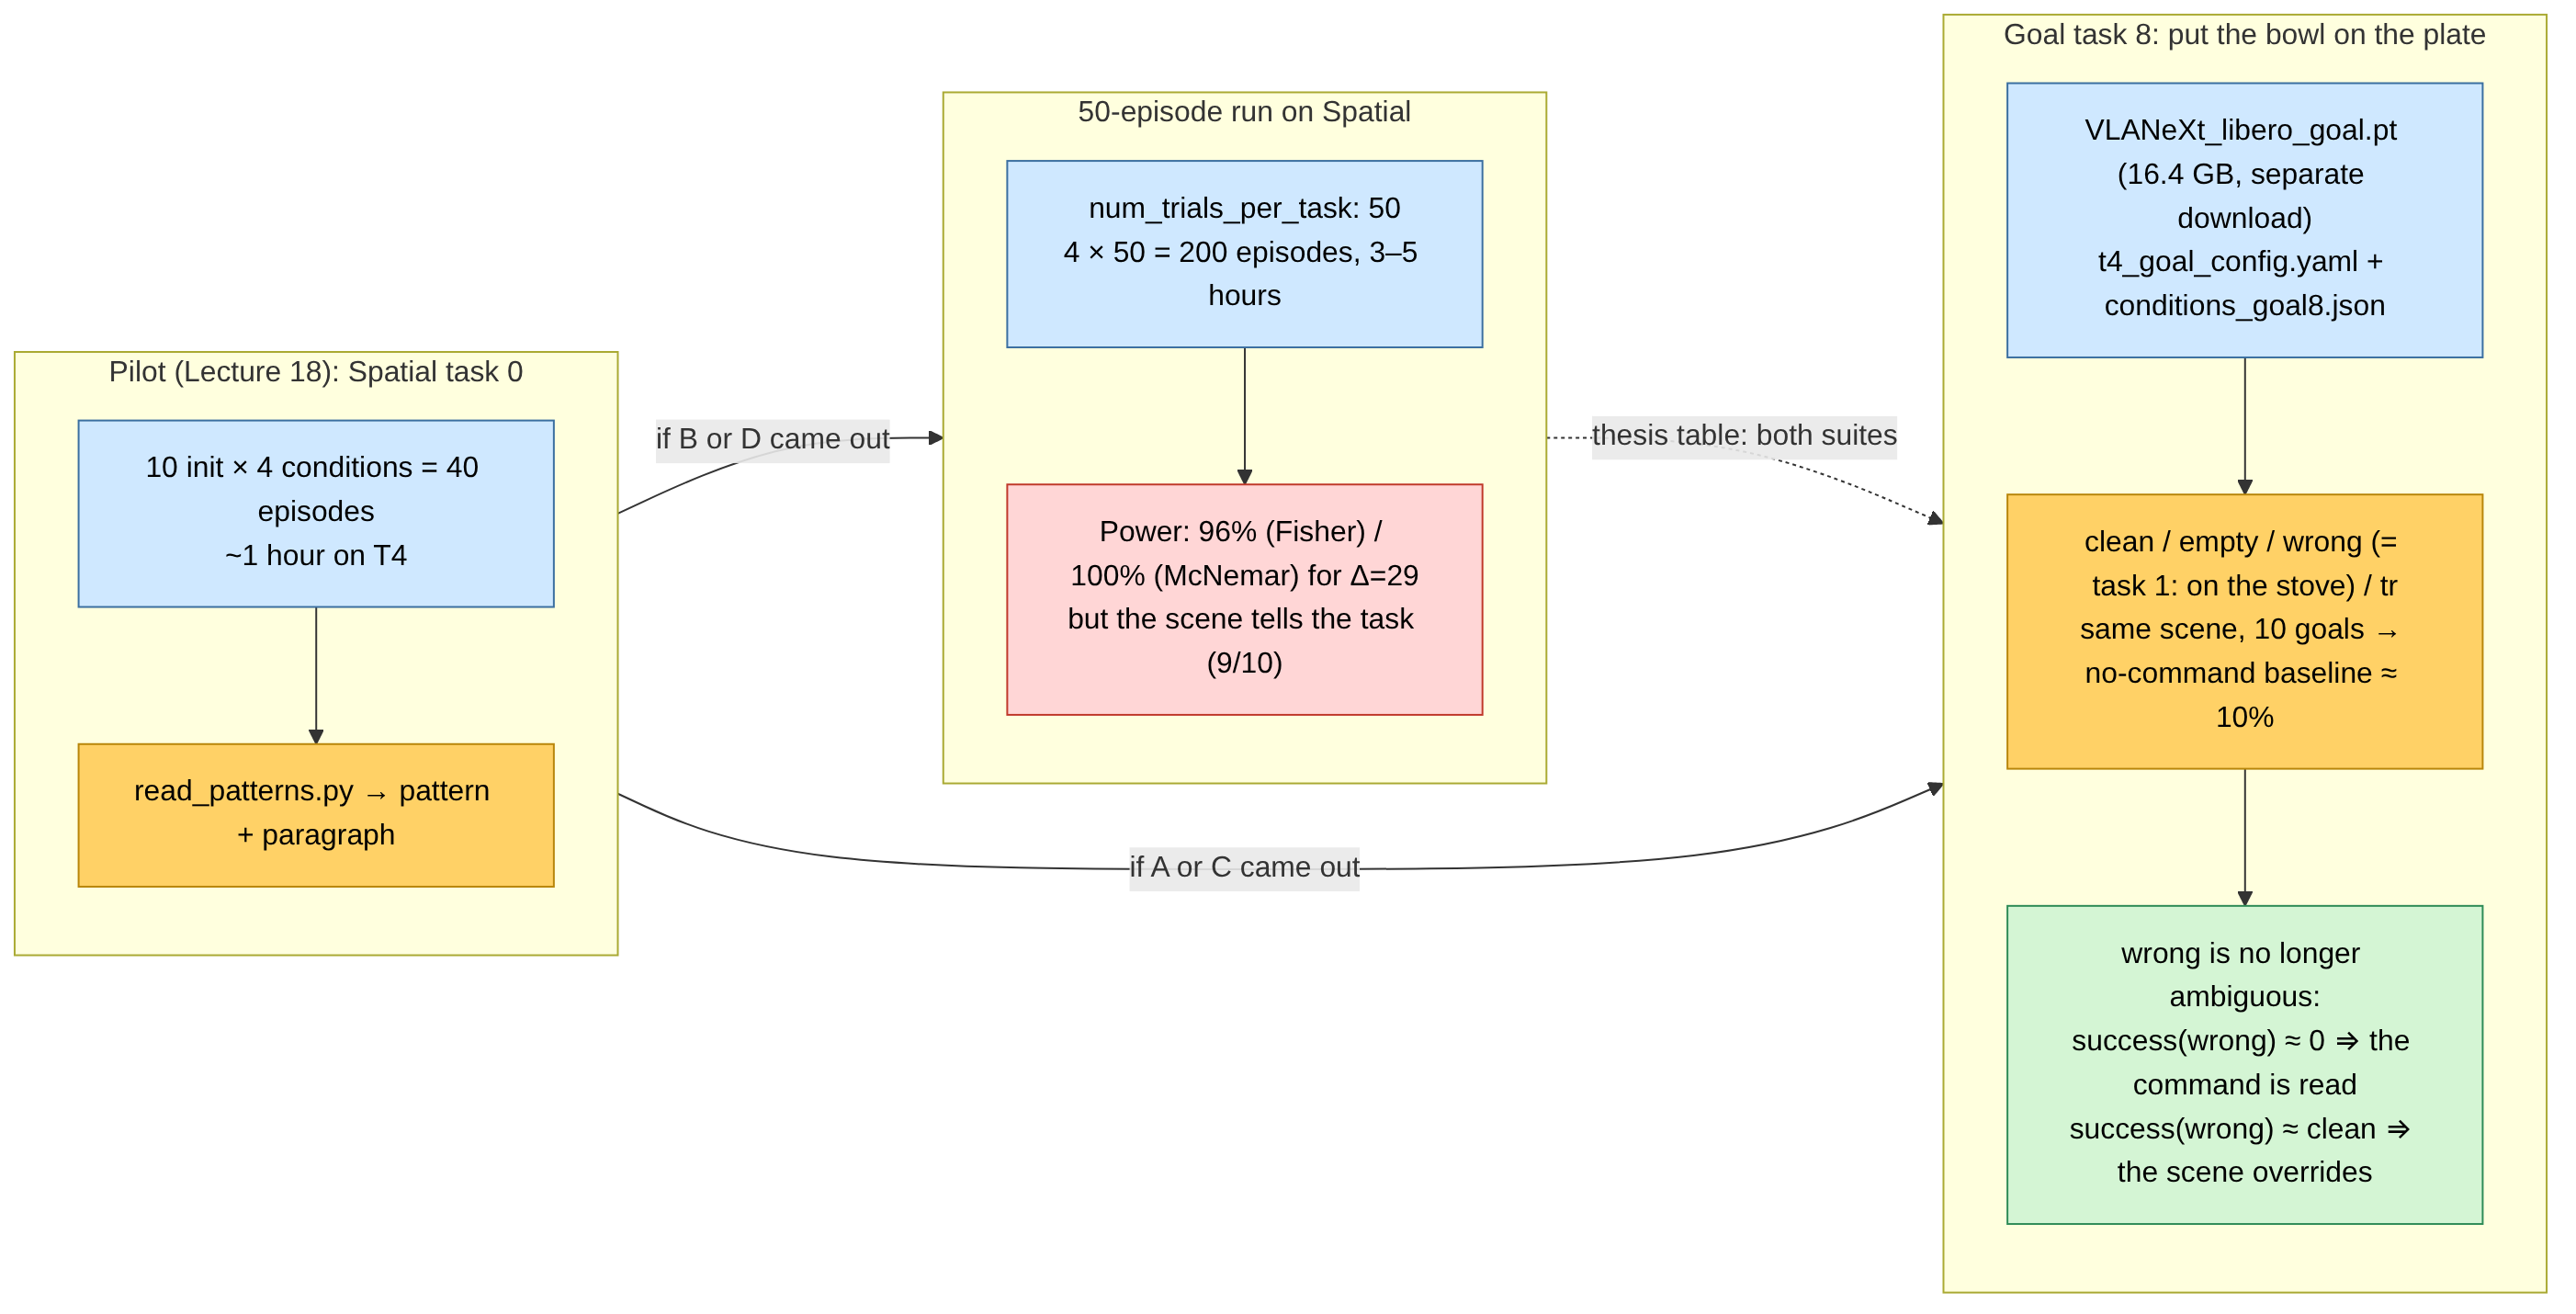 Pilot (Lecture 18): Spatial task 0
10 init × 4 conditions = 40
episodes
~1 hour on T4
read_patterns.py → pattern
+ paragraph
if B or D came out
if A or C came out
50-episode run on Spatial
num_trials_per_task: 50
4 × 50 = 200 episodes, 3–5
hours
Power: 96% (Fisher) /
100% (McNemar) for Δ=29
but the scene tells the task
(9/10)
thesis table: both suites
Goal task 8: put the bowl on the plate
VLANeXt_libero_goal.pt
(16.4 GB, separate
download)
t4_goal_config.yaml +
conditions_goal8.json
clean / empty / wrong (=
task 1: on the stove) / tr
same scene, 10 goals →
no-command baseline ≈
10%
wrong is no longer
ambiguous:
success(wrong) ≈ 0 ⇒ the
command is read
success(wrong) ≈ clean ⇒
the scene overrides